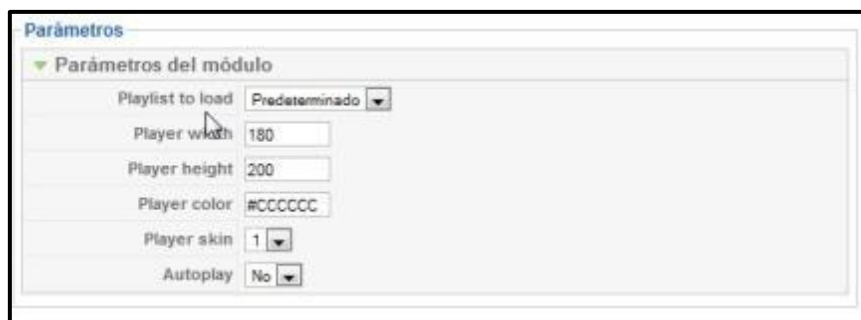 Parámetros
Parámetros del módulo
Playlist to load Predeterminado
Player width 180
Player height 200
Player color #CCCCCC
Player skin 1
Autoplay No